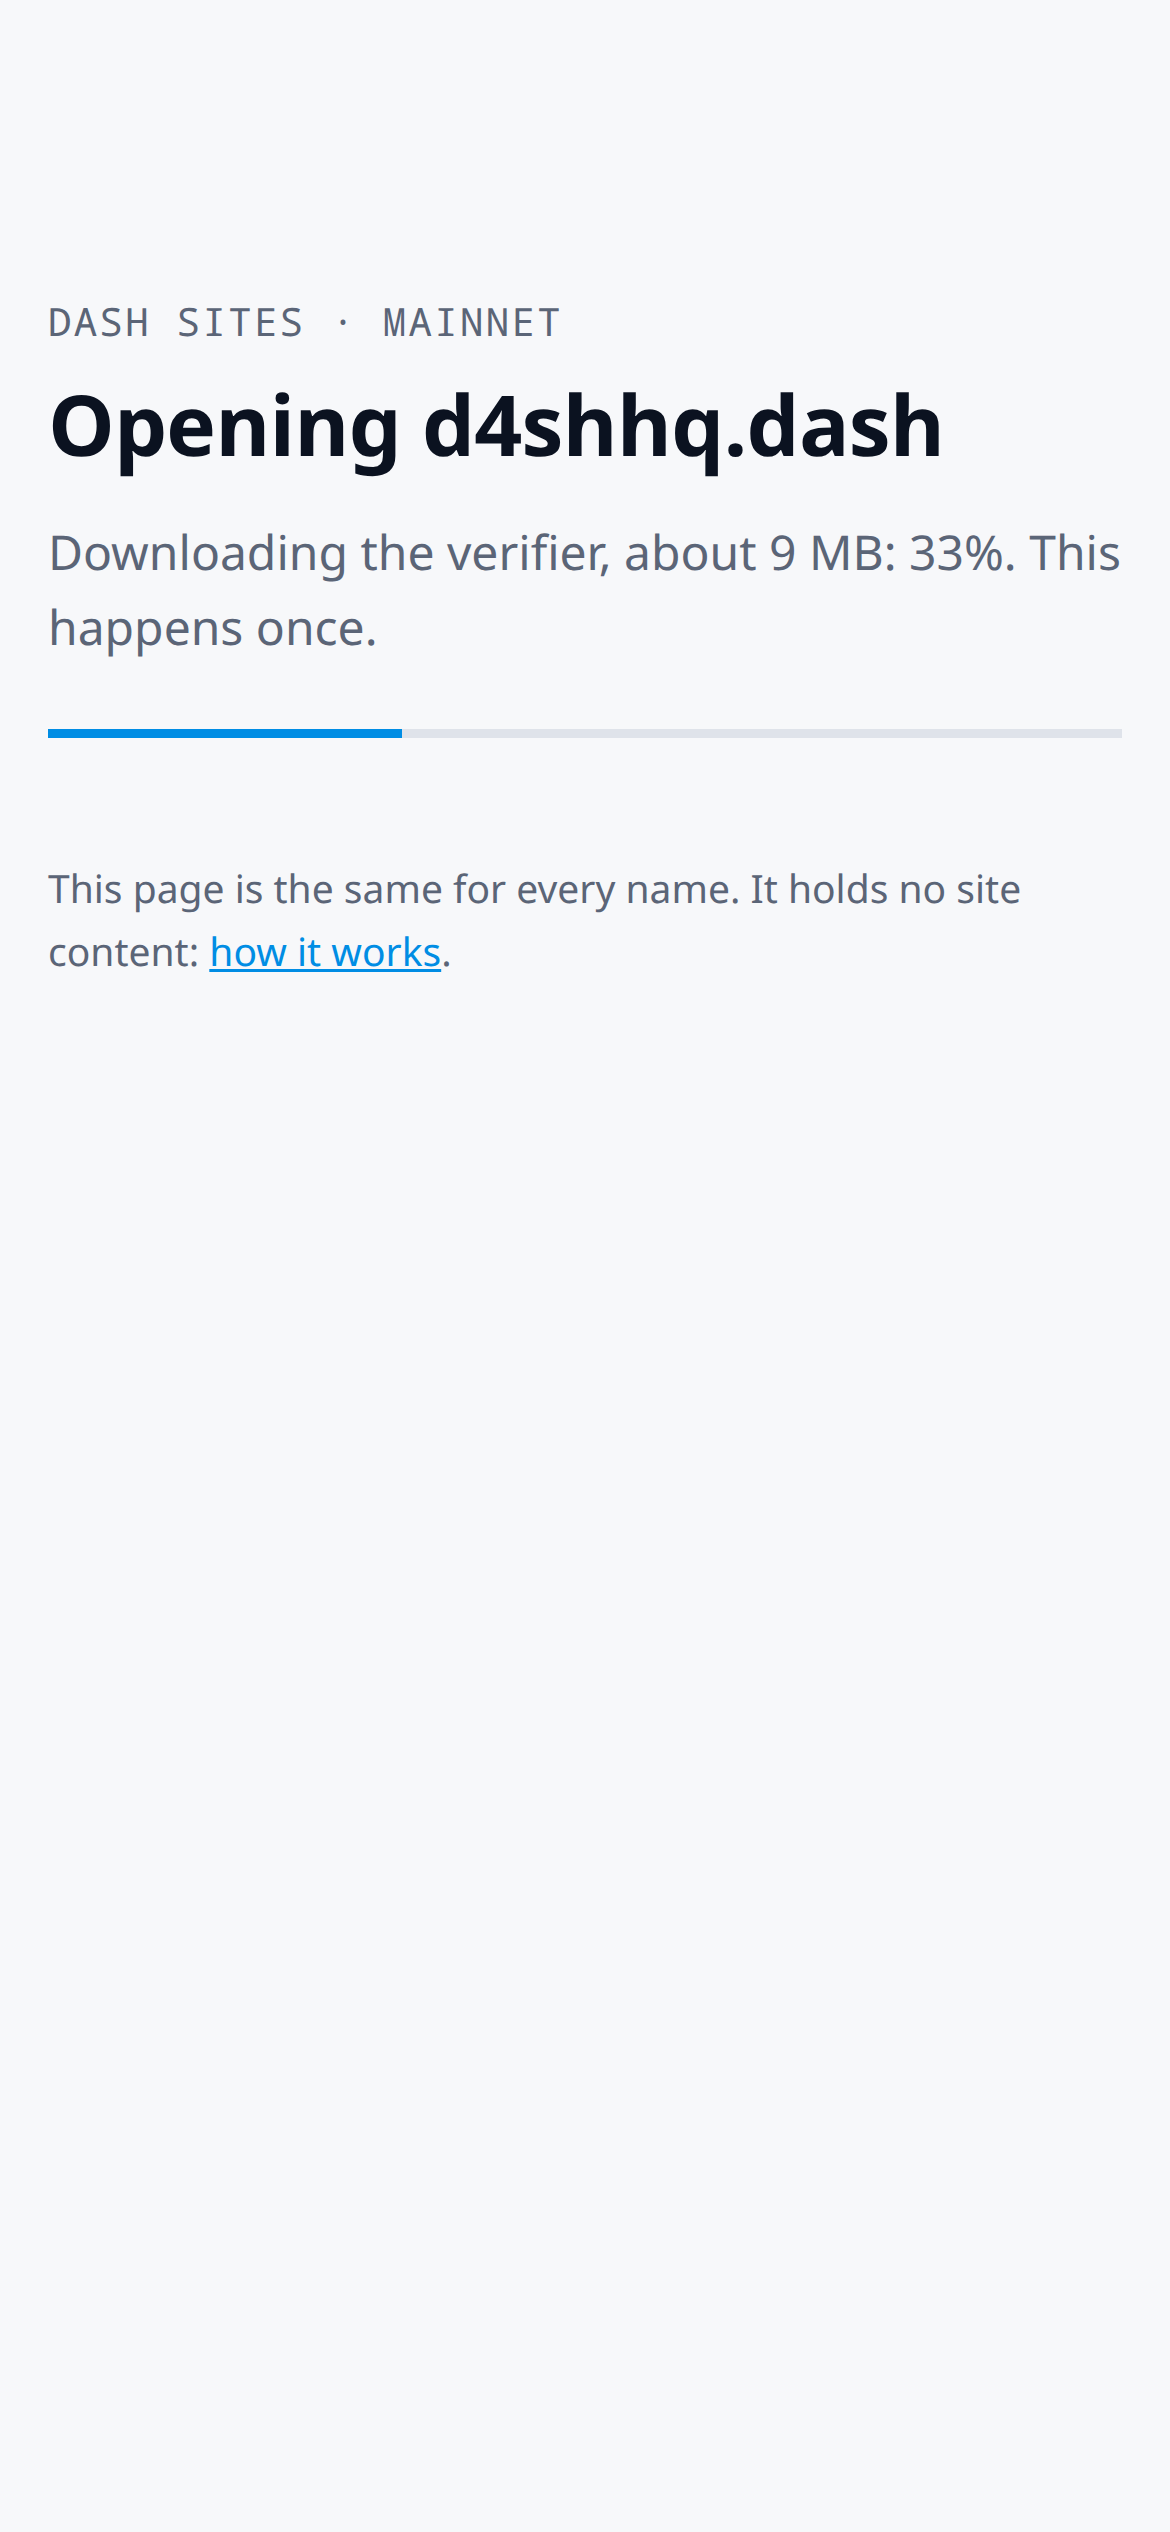 DASH SITES · MAINNET
Opening d4shhq.dash
Downloading the verifier, about 9 MB: 33%. This
happens once.
This page is the same for every name. It holds no site
content: how it works.